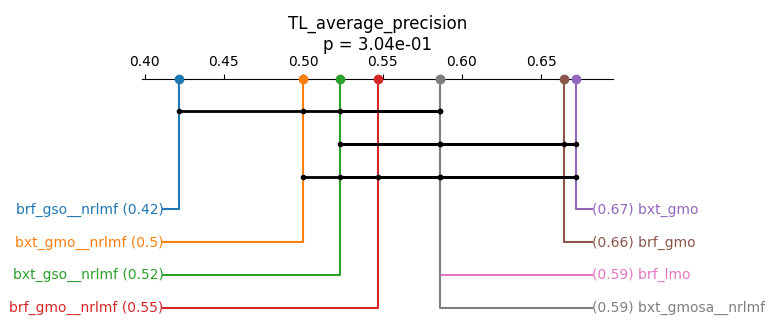 TL_average_precision
p = 3.04e-01
0.40 0.45 0.50 0.55 0.60 0.65
brf_gso__nrlmf (0.42) (0.67) bxt_gmo
bxt_gmo__nrlmf (0.5) (0.66) brf_gmo
bxt_gso__nrlmf (0.52) (0.59) brf_lmo
brf_gmo__nrlmf (0.55) (0.59) bxt_gmosa__nrlmf